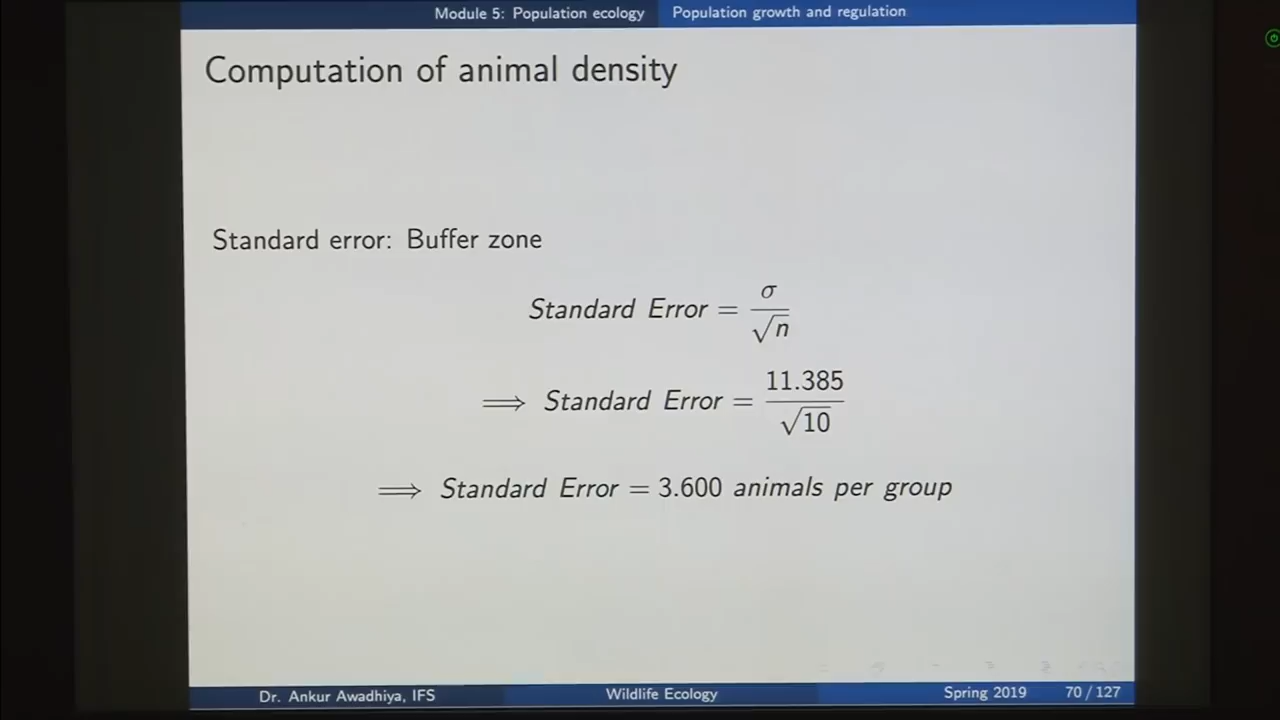 Module 5: Population ecology Population growth and regulation
Computation of animal density
Standard error: Buffer zone
Standard Error = σ/√n
⟹ Standard Error = 11.385/√10
⟹ Standard Error = 3.600 animals per group
Dr. Ankur Awadhiya, IFS Wildlife Ecology Spring 2019 70 / 127